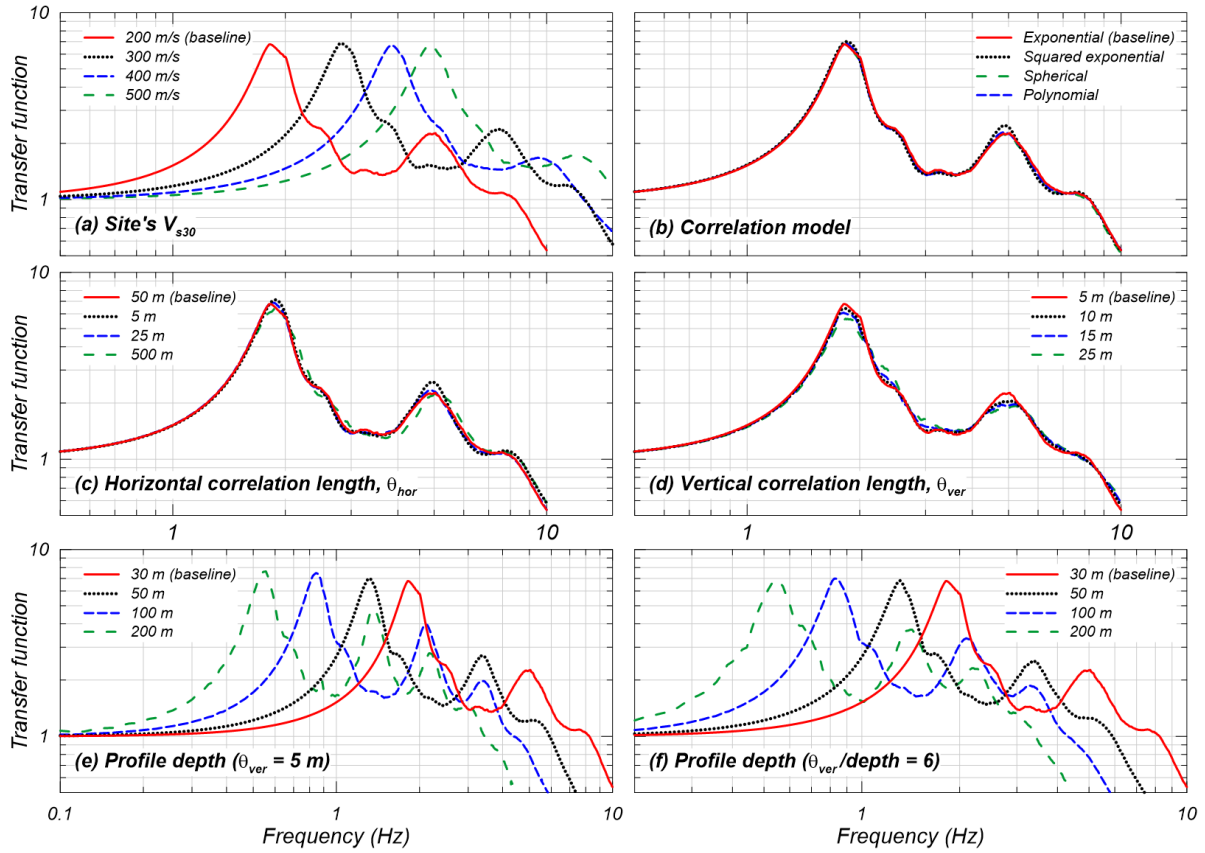 10
200 m/s (baseline)
300 m/s
400 m/s
500 m/s
Transfer function
1
(a) Site's Vs30
Exponential (baseline)
Squared exponential
Spherical
Polynomial
(b) Correlation model
10
50 m (baseline)
5 m
25 m
500 m
Transfer function
1
(c) Horizontal correlation length, θhor
1 10
5 m (baseline)
10 m
15 m
25 m
(d) Vertical correlation length, θver
1 10
10
30 m (baseline)
50 m
100 m
200 m
Transfer function
1
(e) Profile depth (θver = 5 m)
0.1 1 10
Frequency (Hz)
30 m (baseline)
50 m
100 m
200 m
(f) Profile depth (θver/depth = 6)
1 10
Frequency (Hz)